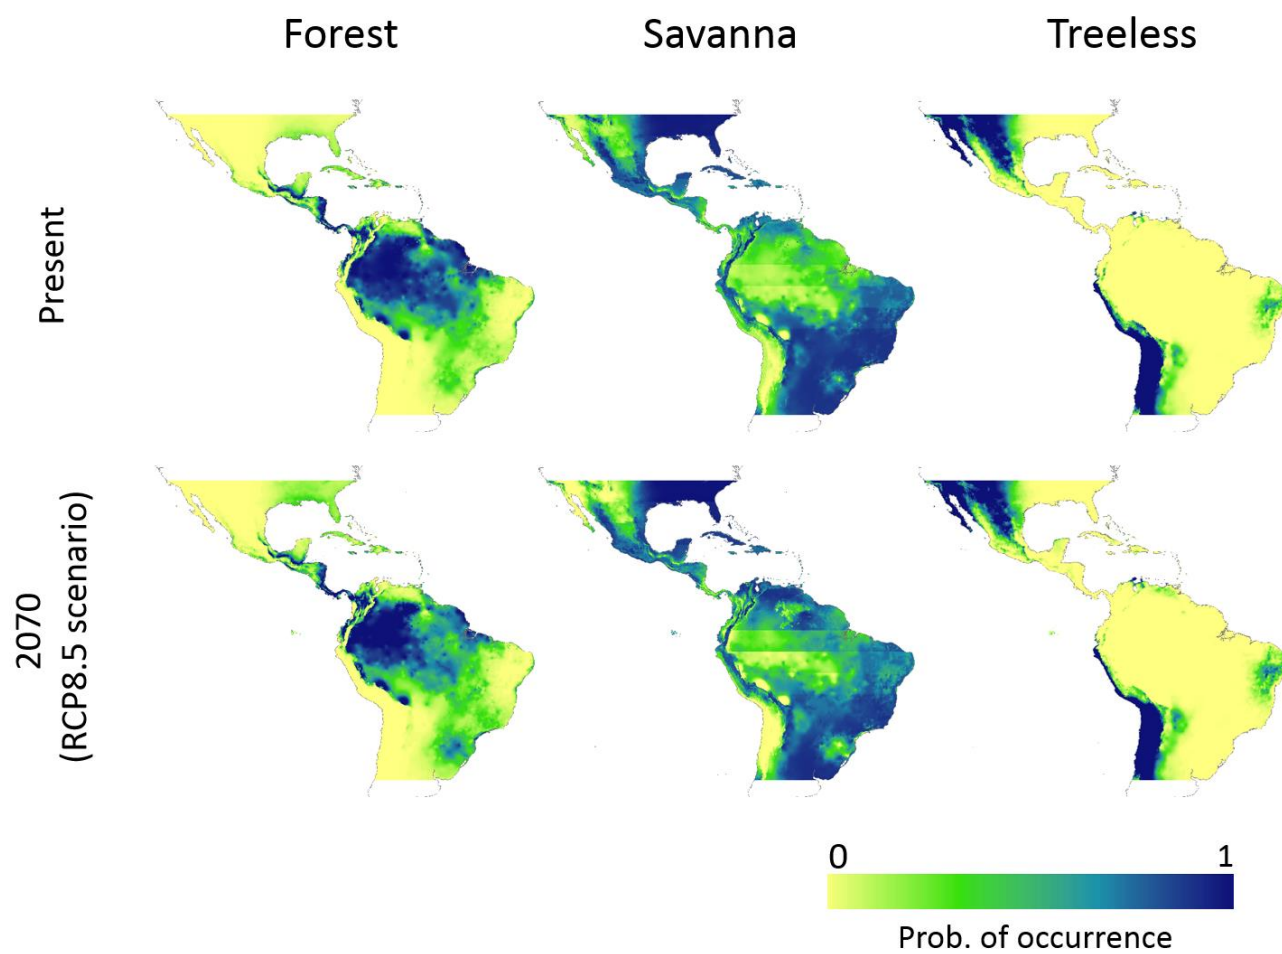 Forest
Savanna
Treeless
Present
2070
(RCP8.5 scenario)
0
1
Prob. of occurrence